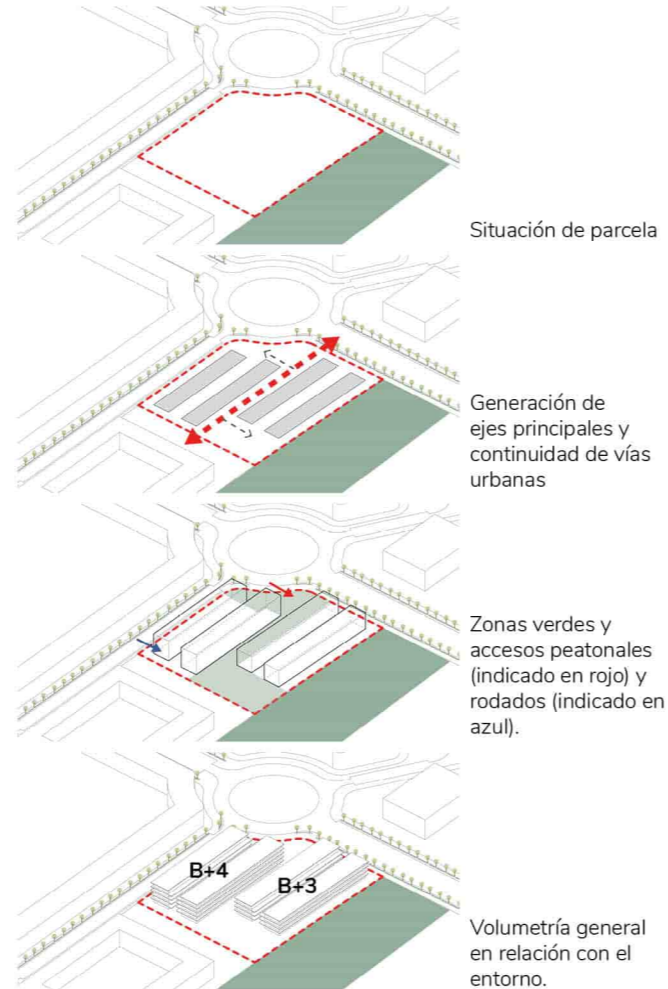 Situación de parcela
Generación de
ejes principales y
continuidad de vías
urbanas
Zonas verdes y
accesos peatonales
(indicado en rojo) y
rodados (indicado en
azul).
B+4
B+3
Volumetría general
en relación con el
entorno.